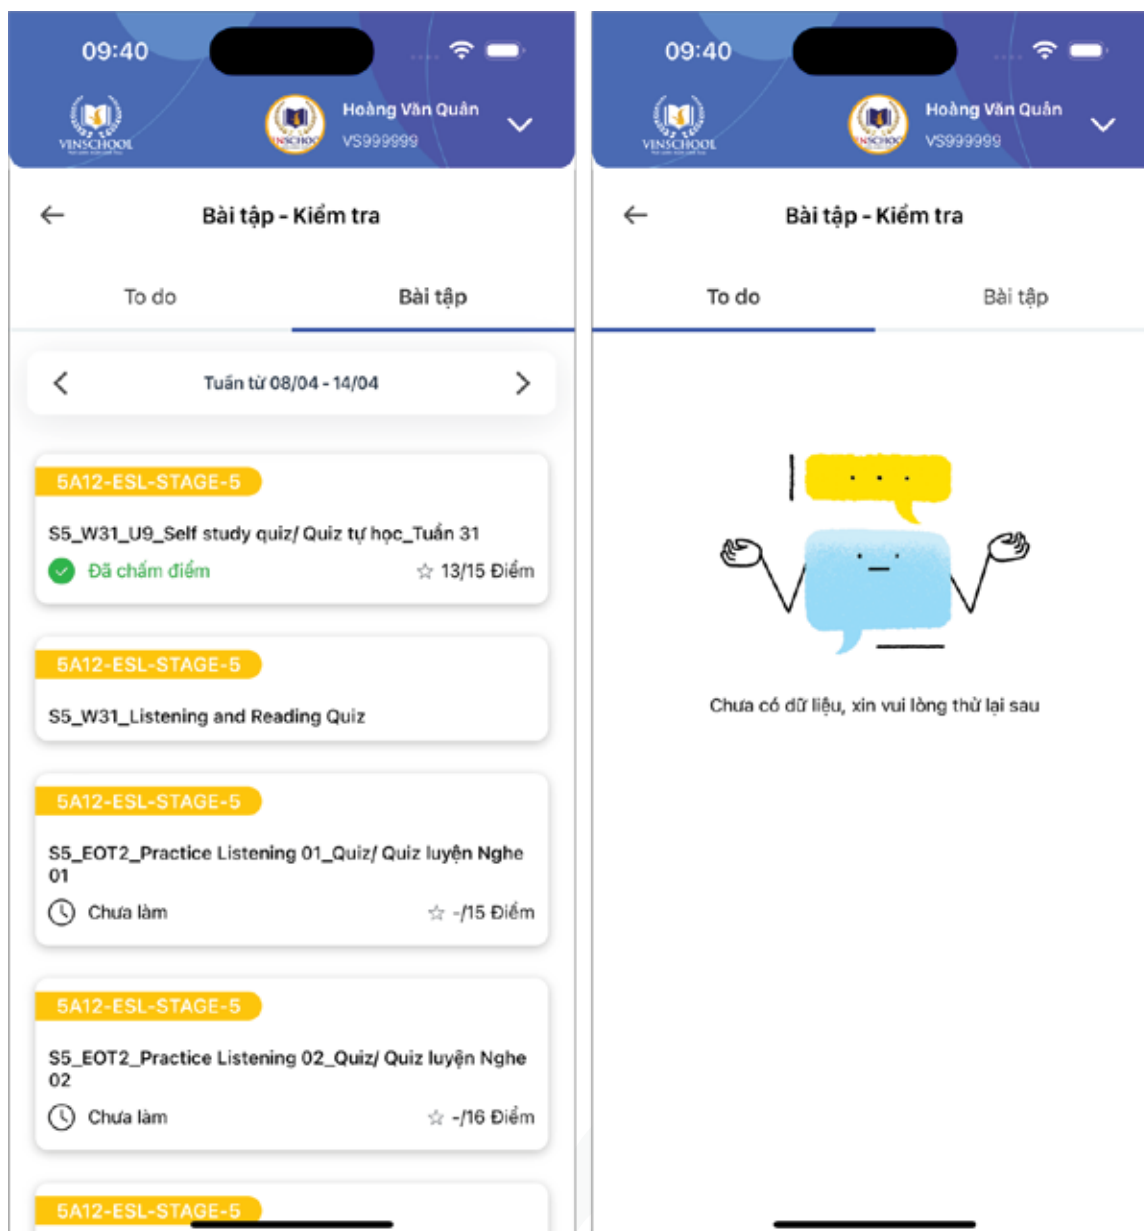 09:40
VINSCHOOL
Hoàng Văn Quân
VS999999
Bài tập - Kiểm tra
To do
Bài tập
Tuần từ 08/04 - 14/04
5A12-ESL-STAGE-5
S5_W31_U9_Self study quiz/ Quiz tự học_Tuần 31
Đã chấm điểm
13/15 Điểm
5A12-ESL-STAGE-5
S5_W31_Listening and Reading Quiz
5A12-ESL-STAGE-5
S5_EOT2_Practice Listening 01_Quiz/ Quiz luyện Nghe
01
Chưa làm
-/15 Điểm
5A12-ESL-STAGE-5
S5_EOT2_Practice Listening 02_Quiz/ Quiz luyện Nghe
02
Chưa làm
-/16 Điểm
5A12-ESL-STAGE-5
09:40
VINSCHOOL
Hoàng Văn Quân
VS999999
Bài tập - Kiểm tra
To do
Bài tập
Chưa có dữ liệu, xin vui lòng thử lại sau